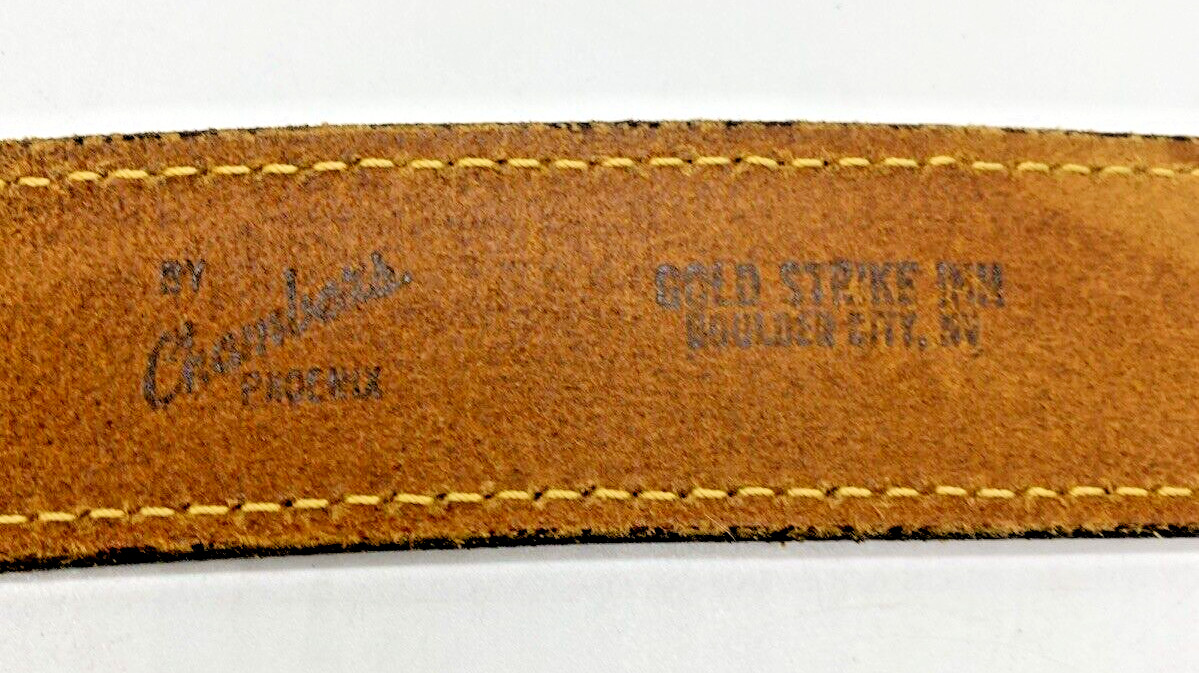 BY
Chambers.
PHOENIX
GOLD STRIKE INN
BOULDER CITY, NV